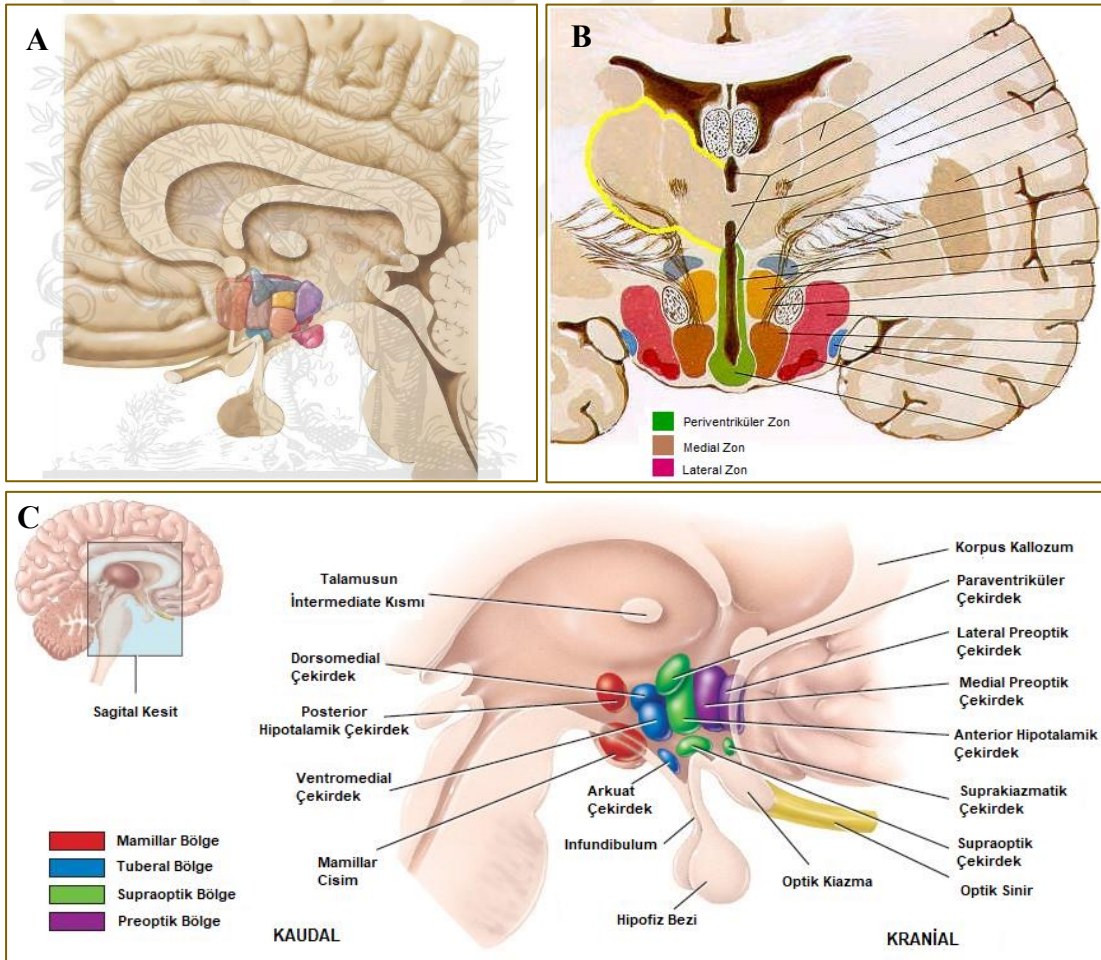 A
B
Periventriküler Zon
Medial Zon
Lateral Zon
C
Sagital Kesit
Talamusun
İntermediate Kısmı
Dorsomedial
Çekirdek
Posterior
Hipotalamik Çekirdek
Ventromedial
Çekirdek
Mamillar
Cisim
Arkuat
Çekirdek
Infundibulum
Hipofiz Bezi
Optik Kiazma
Korpus Kallozum
Paraventriküler
Çekirdek
Lateral Preoptik
Çekirdek
Medial Preoptik
Çekirdek
Anterior Hipotalamik
Çekirdek
Suprakiazmatik
Çekirdek
Supraoptik
Çekirdek
Optik Sinir
Mamillar Bölge
Tuberal Bölge
Supraoptik Bölge
Preoptik Bölge
KAUDAL
KRANİAL